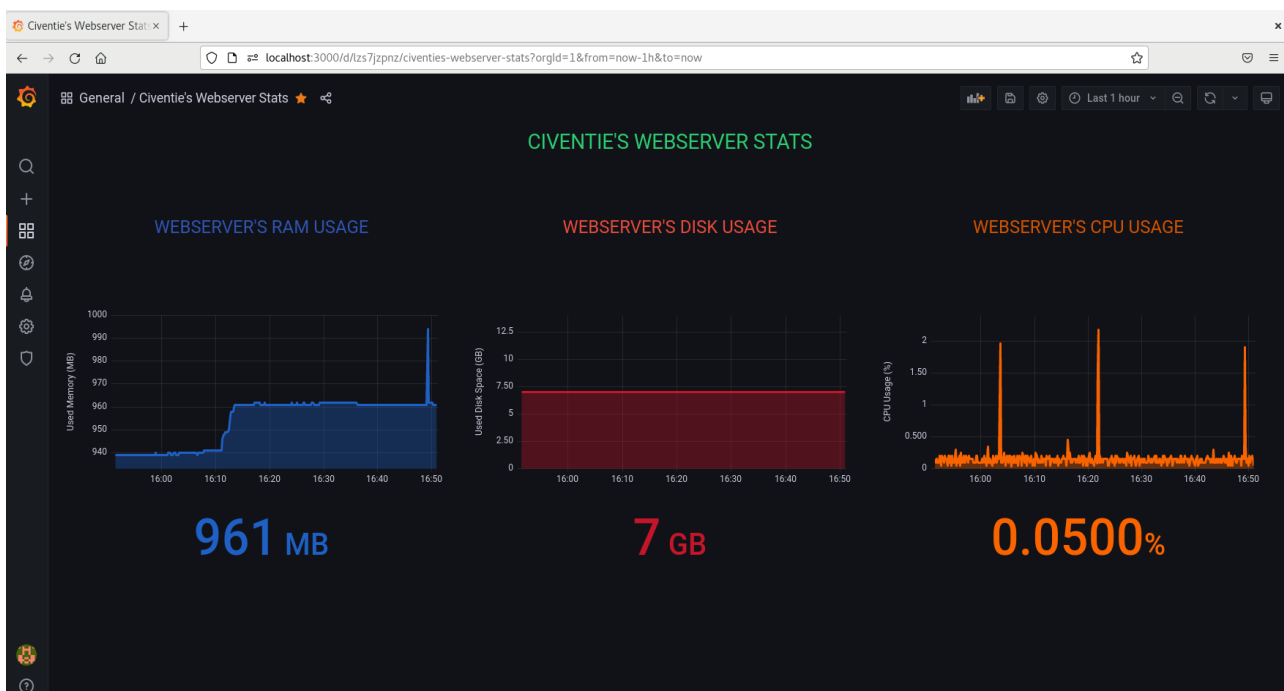 Civentie's Webserver Stats
localhost:3000/d/lzs7jzpnz/civenties-webserver-stats?orgId=1&from=now-1h&to=now
General / Civentie's Webserver Stats
Last 1 hour
CIVENTIE'S WEBSERVER STATS
WEBSERVER'S RAM USAGE
Used Memory (MB)
1000
990
980
970
960
950
940
16:00 16:10 16:20 16:30 16:40 16:50
961 MB
WEBSERVER'S DISK USAGE
Used Disk Space (GB)
12.5
10
7.50
5
2.50
0
16:00 16:10 16:20 16:30 16:40 16:50
7 GB
WEBSERVER'S CPU USAGE
CPU Usage (%)
2
1.50
1
0.500
0
16:00 16:10 16:20 16:30 16:40 16:50
0.0500%